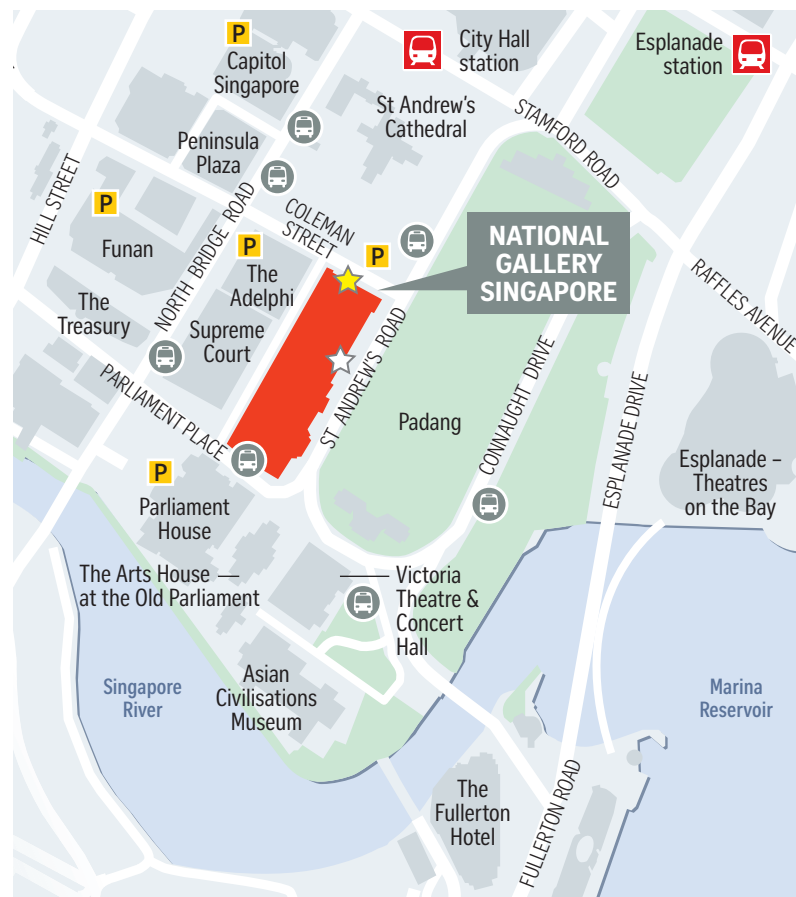 P
City Hall
station
Esplanade
station
Capitol
Singapore
St Andrew's
Cathedral
STAMFORD ROAD
Peninsula
Plaza
HILL STREET
P
COLEMAN
STREET
NORTH BRIDGE ROAD
Funan
P
P
NATIONAL
GALLERY
SINGAPORE
The
Adelphi
RAFFLES AVENUE
The
Treasury
Supreme
Court
ST ANDREW'S ROAD
PARLIAMENT PLACE
Padang
CONNAUGHT DRIVE
ESPLANADE DRIVE
Esplanade –
Theatres
on the Bay
P
Parliament
House
The Arts House
at the Old Parliament
Victoria
Theatre &
Concert
Hall
Asian
Civilisations
Museum
Singapore
River
Marina
Reservoir
The
Fullerton
Hotel
FULLERTON ROAD